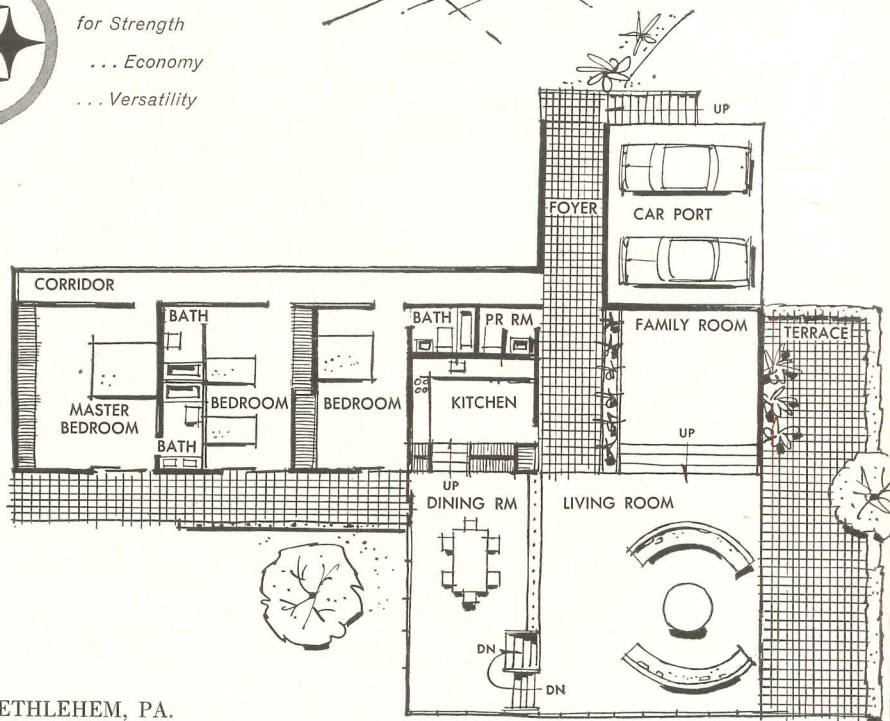 for Strength
... Economy
... Versatility
UP
FOYER
CAR PORT
CORRIDOR
BATH
BATH
PR RM
FAMILY ROOM
TERRACE
MASTER
BEDROOM
BEDROOM
BEDROOM
KITCHEN
BATH
UP
UP
DINING RM
LIVING ROOM
DN
DN
ETHLEHEM, PA.